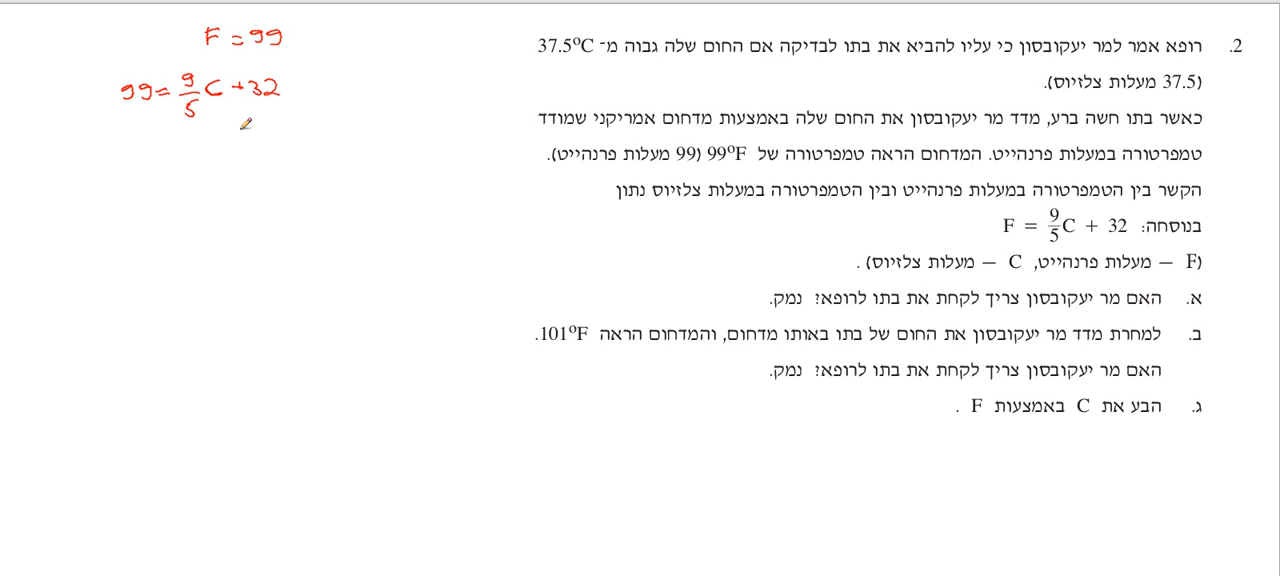 F = 99
99 = 9/5 C + 32
2. רופא אמר למר יעקובסון כי עליו להביא את בתו לבדיקה אם החום שלה גבוה מ־ 37.5°C
(37.5 מעלות צלזיוס).
כאשר בתו חשה ברע, מדד מר יעקובסון את החום שלה באמצעות מדחום אמריקני שמודד
טמפרטורה במעלות פרנהייט. המדחום הראה טמפרטורה של 99°F (99 מעלות פרנהייט).
הקשר בין הטמפרטורה במעלות פרנהייט ובין הטמפרטורה במעלות צלזיוס נתון
בנוסחה: F = 9/5 C + 32
(F – מעלות פרנהייט, C – מעלות צלזיוס) .
א. האם מר יעקובסון צריך לקחת את בתו לרופא? נמק.
ב. למחרת מדד מר יעקובסון את החום של בתו באותו מדחום, והמדחום הראה 101°F.
האם מר יעקובסון צריך לקחת את בתו לרופא? נמק.
ג. הבע את C באמצעות F .